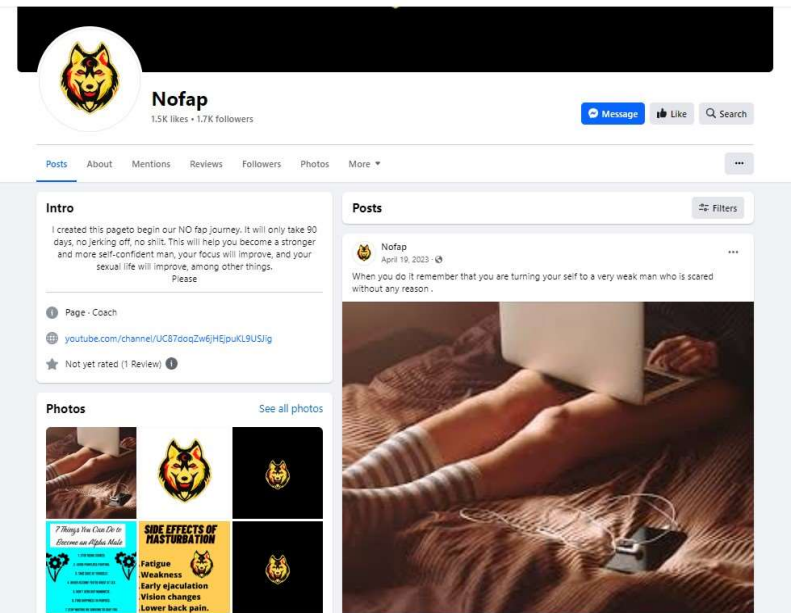 Nofap
1.5K likes • 1.7K followers
Message
Like
Search
Posts
About
Mentions
Reviews
Followers
Photos
More
Intro
I created this pageto begin our NO fap journey. It will only take 90
days, no jerking off, no shiit. This will help you become a stronger
and more self-confident man, your focus will improve, and your
sexual life will improve, among other things.
Please
Page · Coach
youtube.com/channel/UC87doqZw6jHEjpuKL9USJig
Not yet rated (1 Review)
Photos
See all photos
7 Things You Can Do to
Become an Alpha Male
SIDE EFFECTS OF
MASTURBATION
.Fatigue
.Weakness
.Early ejaculation
.Vision changes
.Lower back pain.
Posts
Filters
Nofap
April 19, 2023
When you do it remember that you are turning your self to a very weak man who is scared
without any reason .